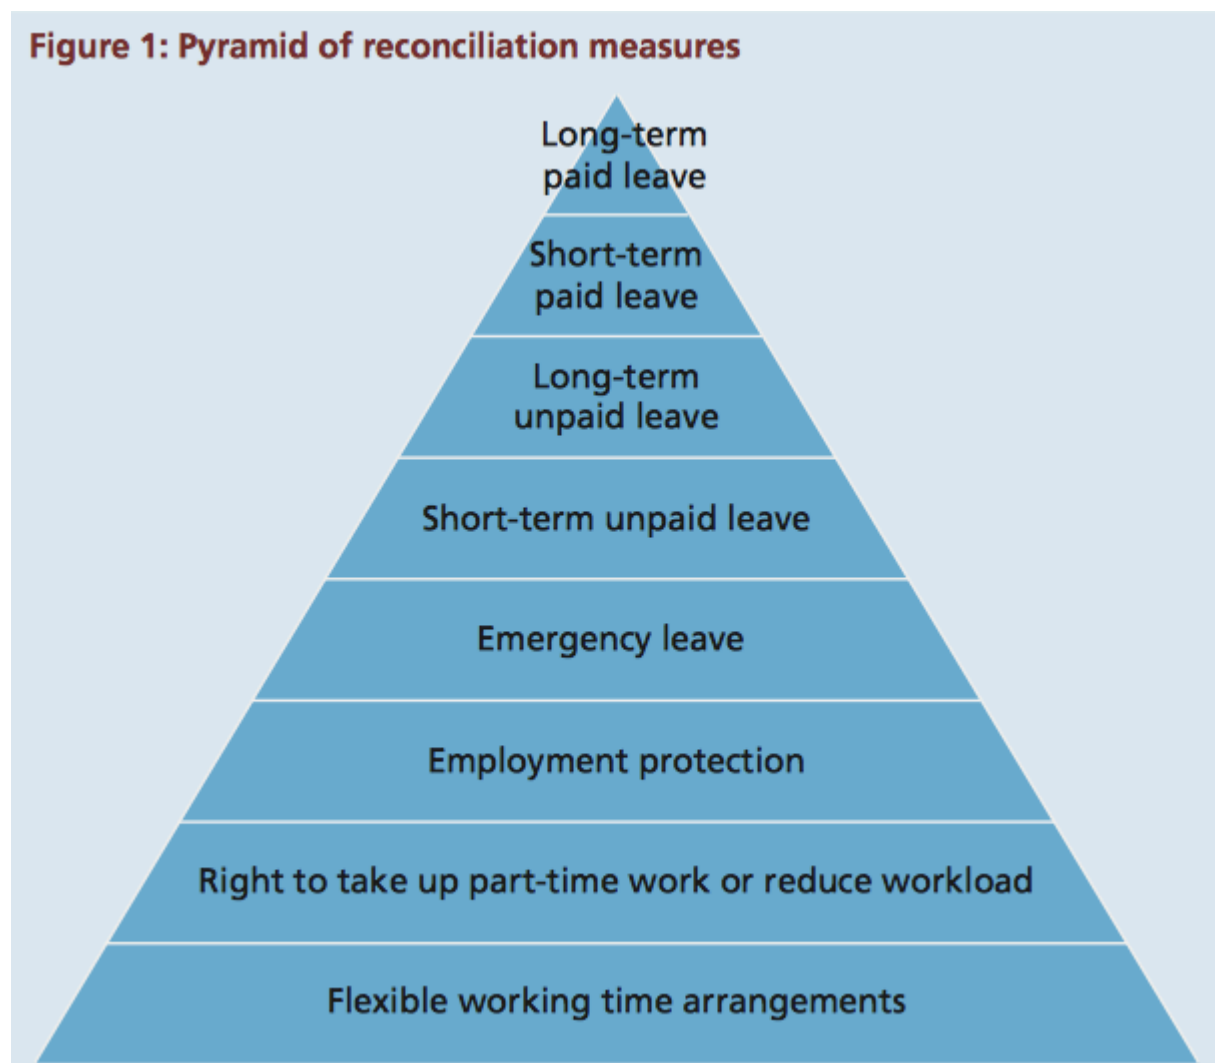 Figure 1: Pyramid of reconciliation measures
Long-term
paid leave
Short-term
paid leave
Long-term
unpaid leave
Short-term unpaid leave
Emergency leave
Employment protection
Right to take up part-time work or reduce workload
Flexible working time arrangements